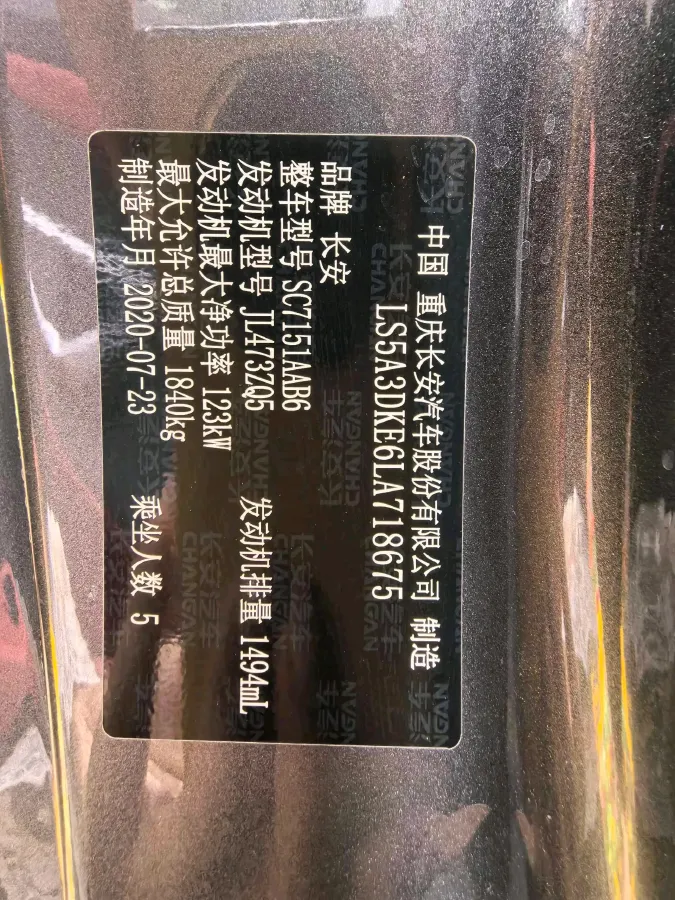 中国 重庆长安汽车股份有限公司 制造
LS5A3DKE6LA718675
品牌 长安
整车型号 SC7151AAB6
发动机型号 JL473ZQ5 发动机排量 1494mL
发动机最大净功率 123kW
最大允许总质量 1840kg
制造年月 2020-07-23 乘坐人数 5